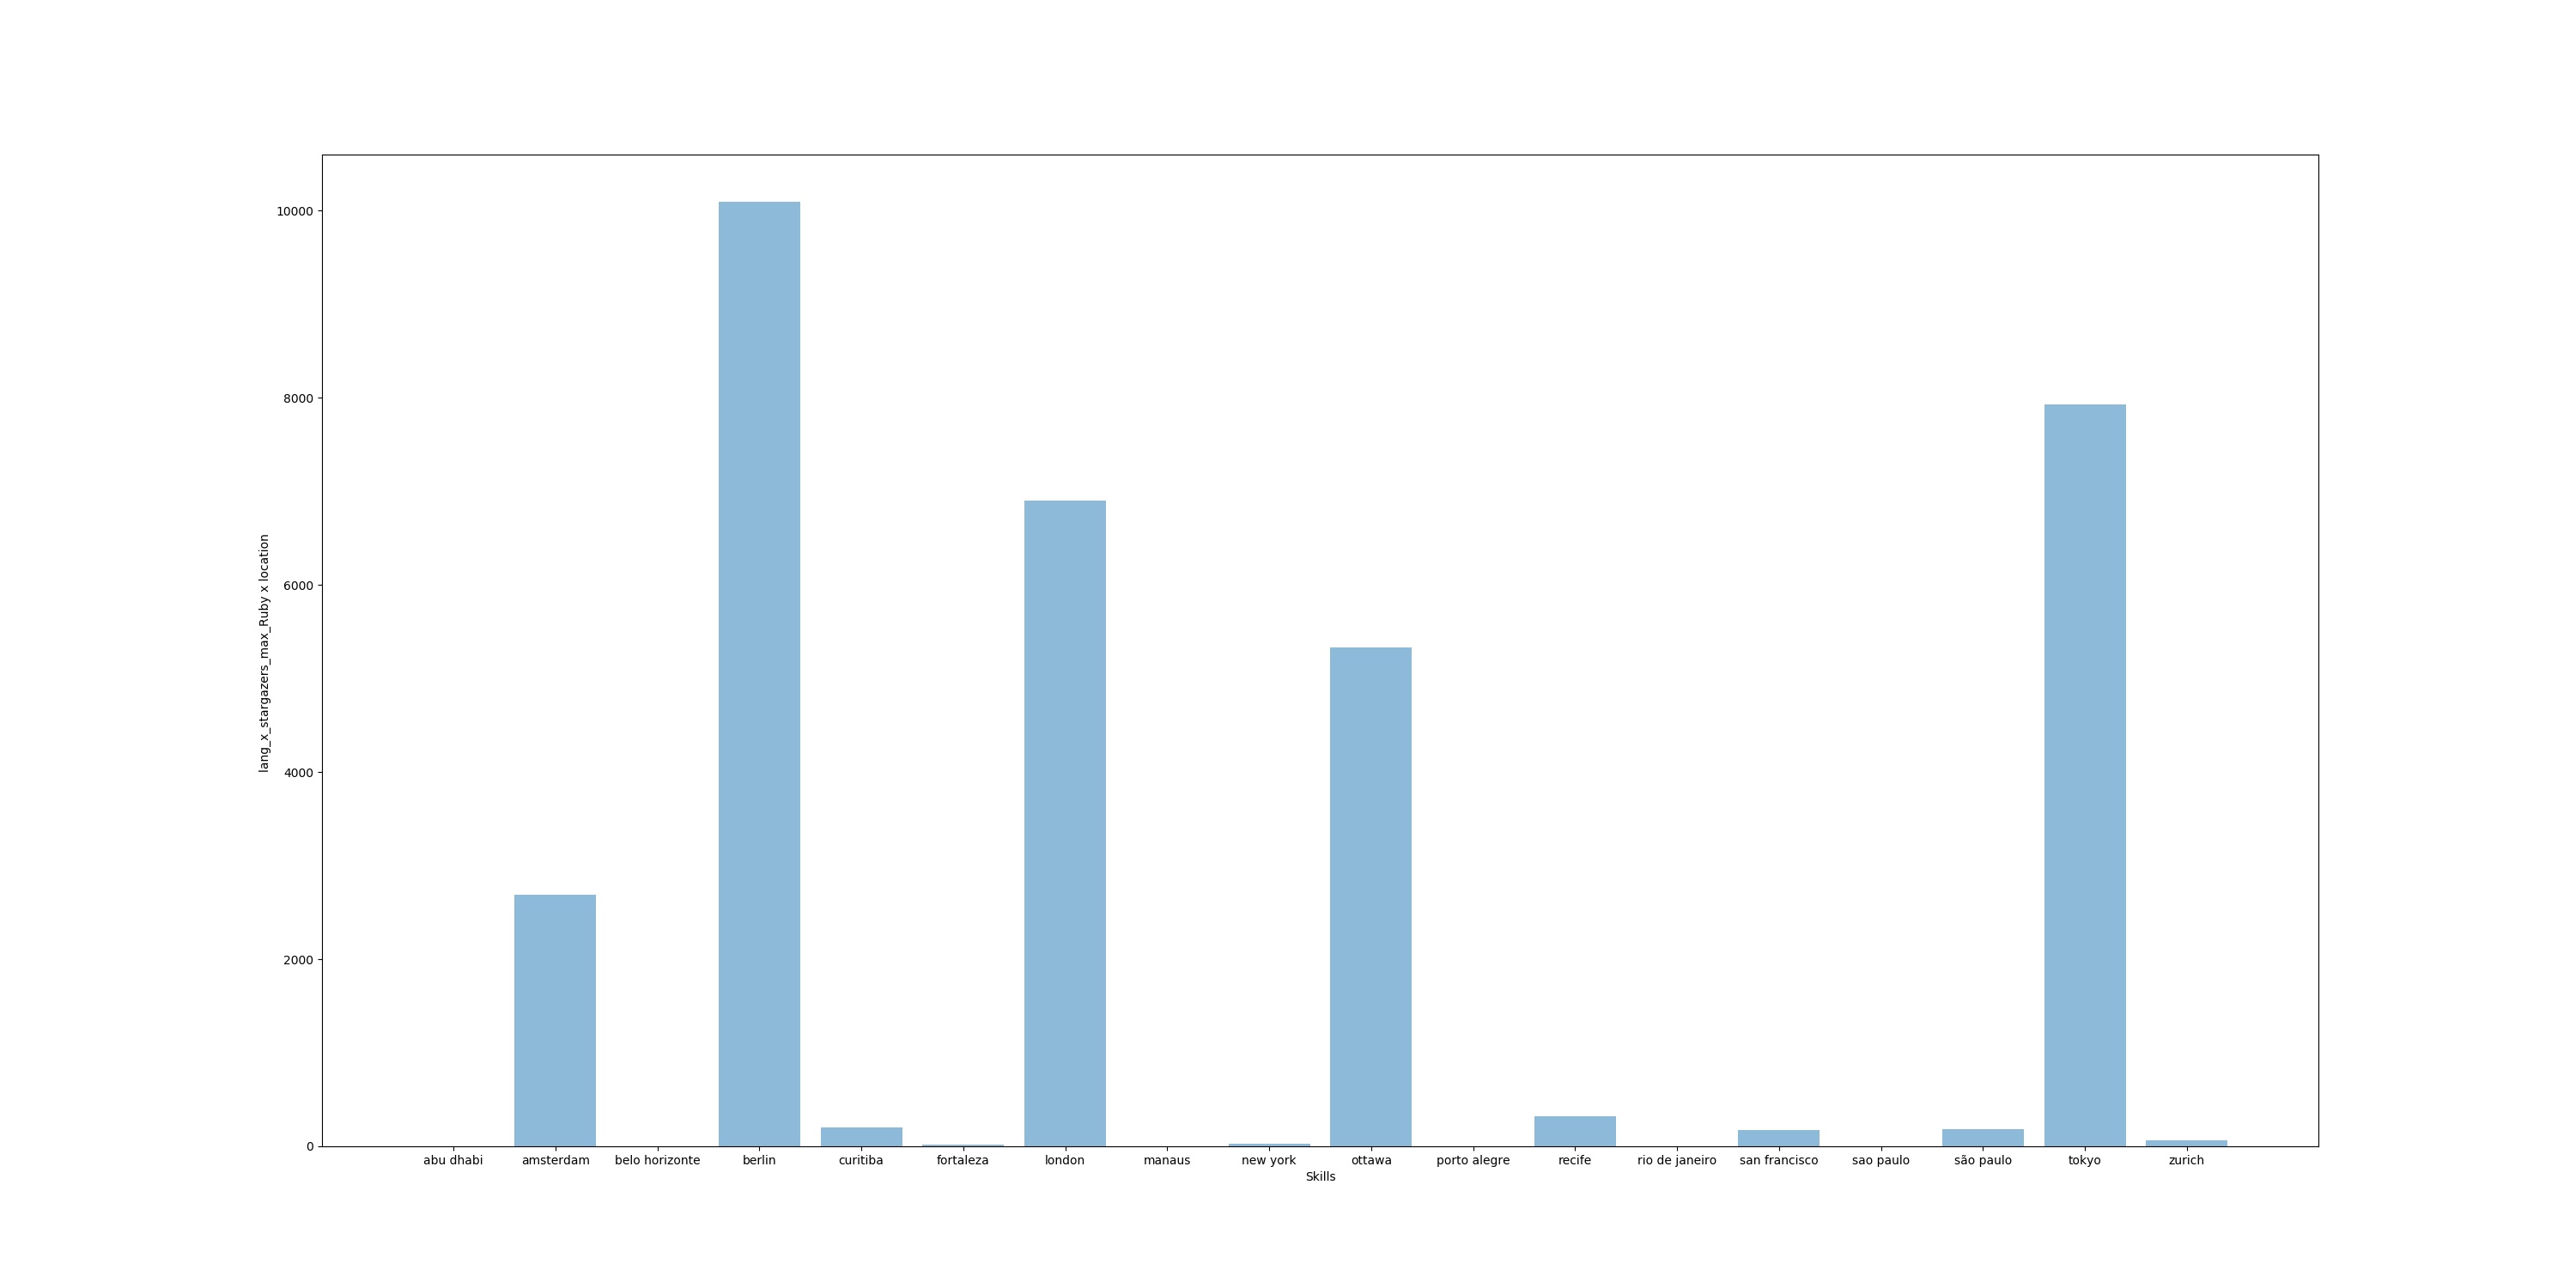 10000
8000
6000
4000
2000
0
lang_x_stargazers_max_Ruby x location
abu dhabi amsterdam belo horizonte berlin curitiba fortaleza london manaus new york ottawa porto alegre recife rio de janeiro san francisco sao paulo são paulo tokyo zurich
Skills